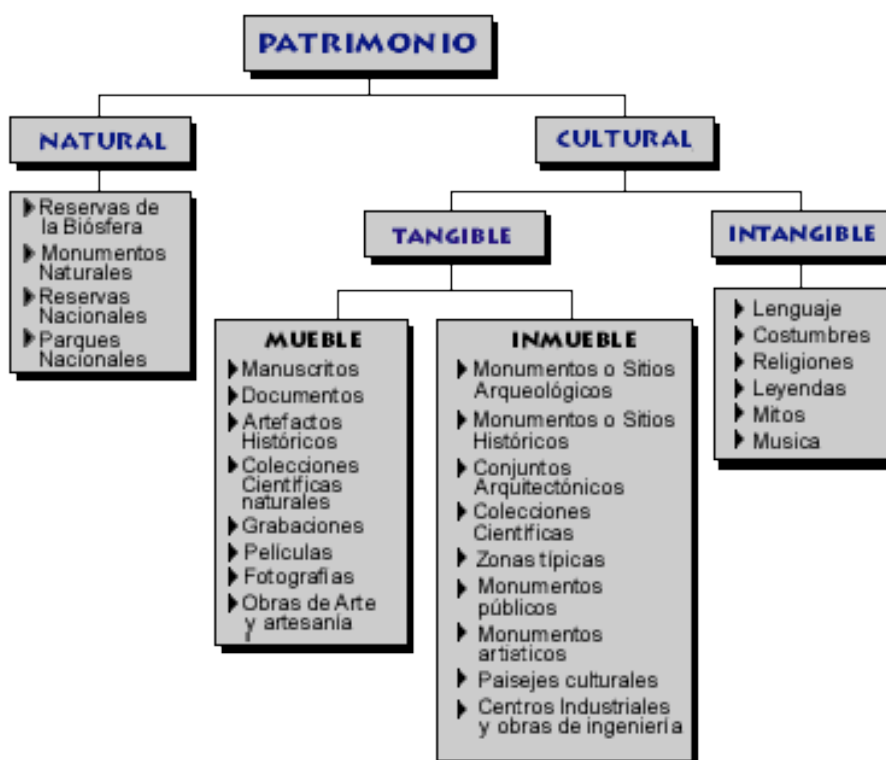 PATRIMONIO
NATURAL
CULTURAL
Reservas de
la Biósfera
Monumentos
Naturales
Reservas
Nacionales
Parques
Nacionales
TANGIBLE
INTANGIBLE
MUEBLE
Manuscritos
Documentos
Artefactos
Históricos
Colecciones
Científicas
naturales
Grabaciones
Películas
Fotografías
Obras de Arte
y artesanía
INMUEBLE
Monumentos o Sitios
Arqueológicos
Monumentos o Sitios
Históricos
Conjuntos
Arquitectónicos
Colecciones
Científicas
Zonas típicas
Monumentos
públicos
Monumentos
artiaticos
Paisejes culturales
Centros Industriales
y obras de ingeniería
Lenguaje
Costumbres
Religiones
Leyendas
Mitos
Musica